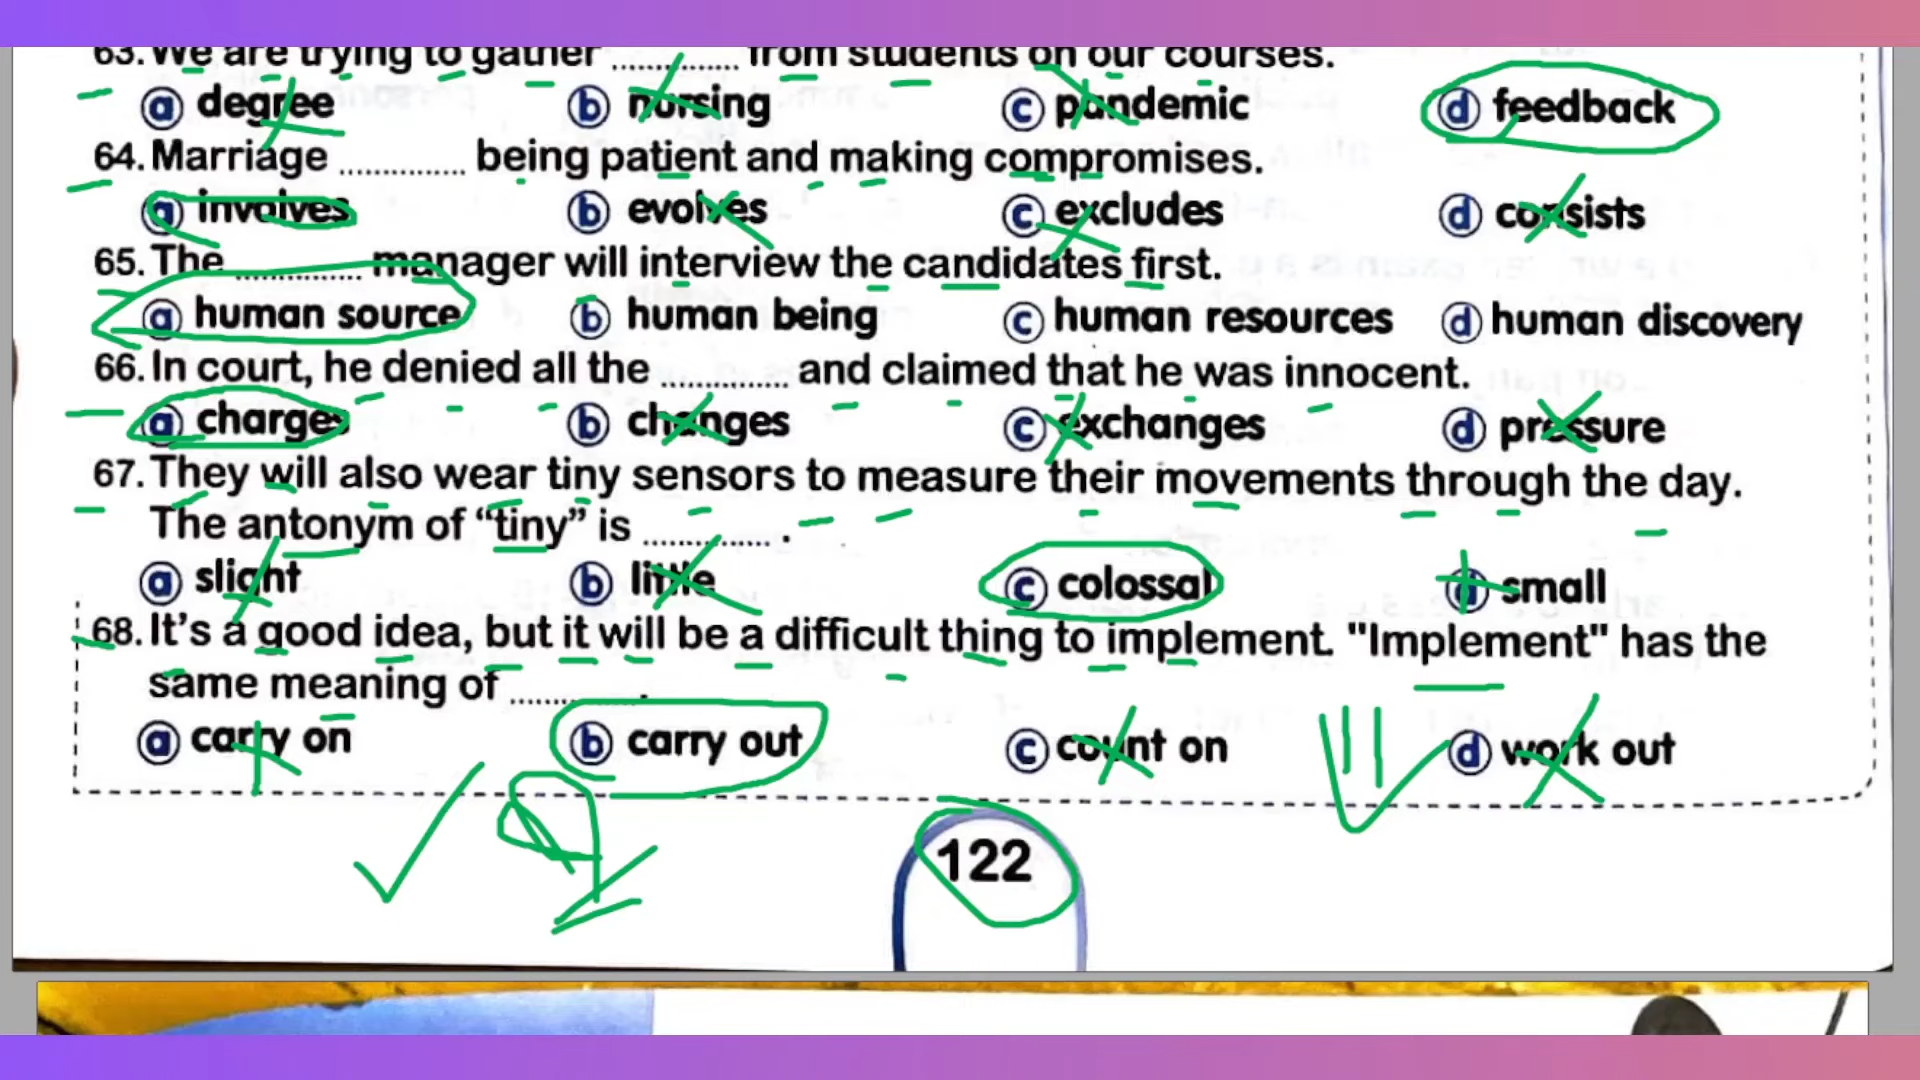 63. We are trying to gather .............. from students on our courses.
a degree b nursing c pandemic d feedback
64. Marriage .............. being patient and making compromises.
a involves b evolves c excludes d consists
65. The .............. manager will interview the candidates first.
a human source b human being c human resources d human discovery
66. In court, he denied all the .............. and claimed that he was innocent.
a charges b changes c exchanges d pressure
67. They will also wear tiny sensors to measure their movements through the day.
The antonym of “tiny” is .............. .
a slight b little c colossal d small
68. It's a good idea, but it will be a difficult thing to implement. "Implement" has the
same meaning of .............. .
a carry on b carry out c count on d work out
122